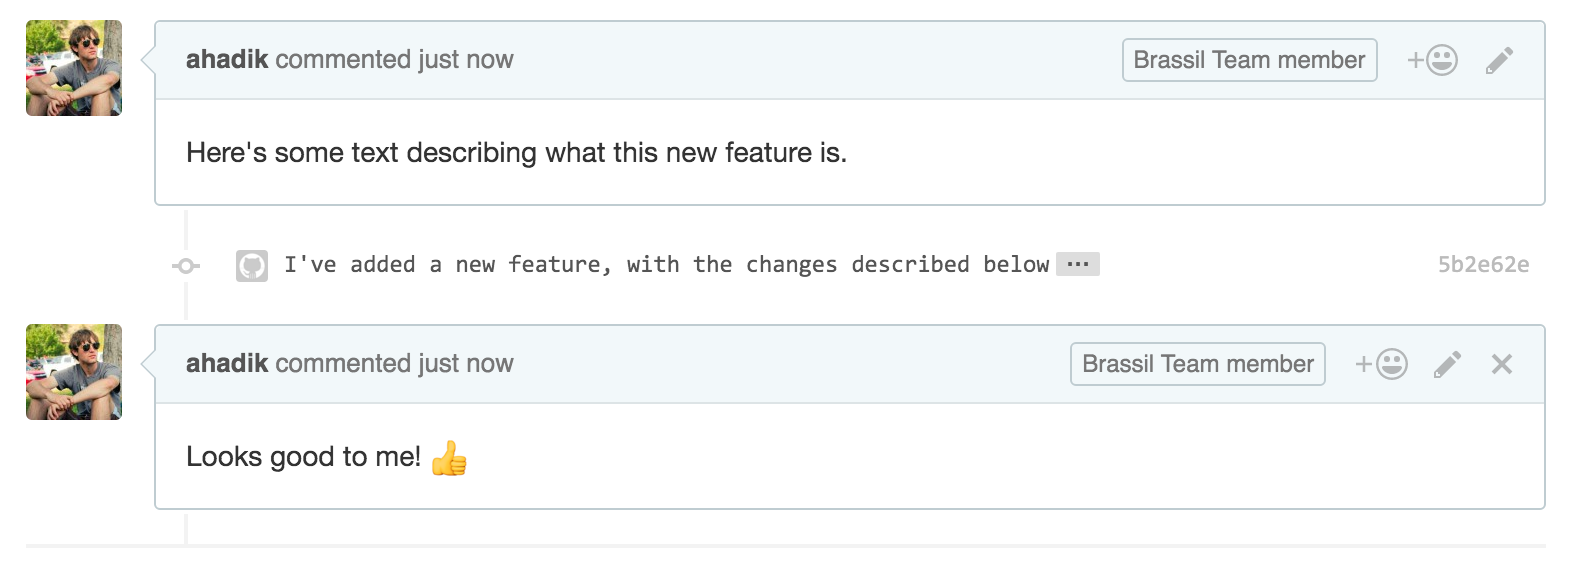 ahadik commented just now Brassil Team member
Here's some text describing what this new feature is.
I've added a new feature, with the changes described below ... 5b2e62e
ahadik commented just now Brassil Team member
Looks good to me! 👍